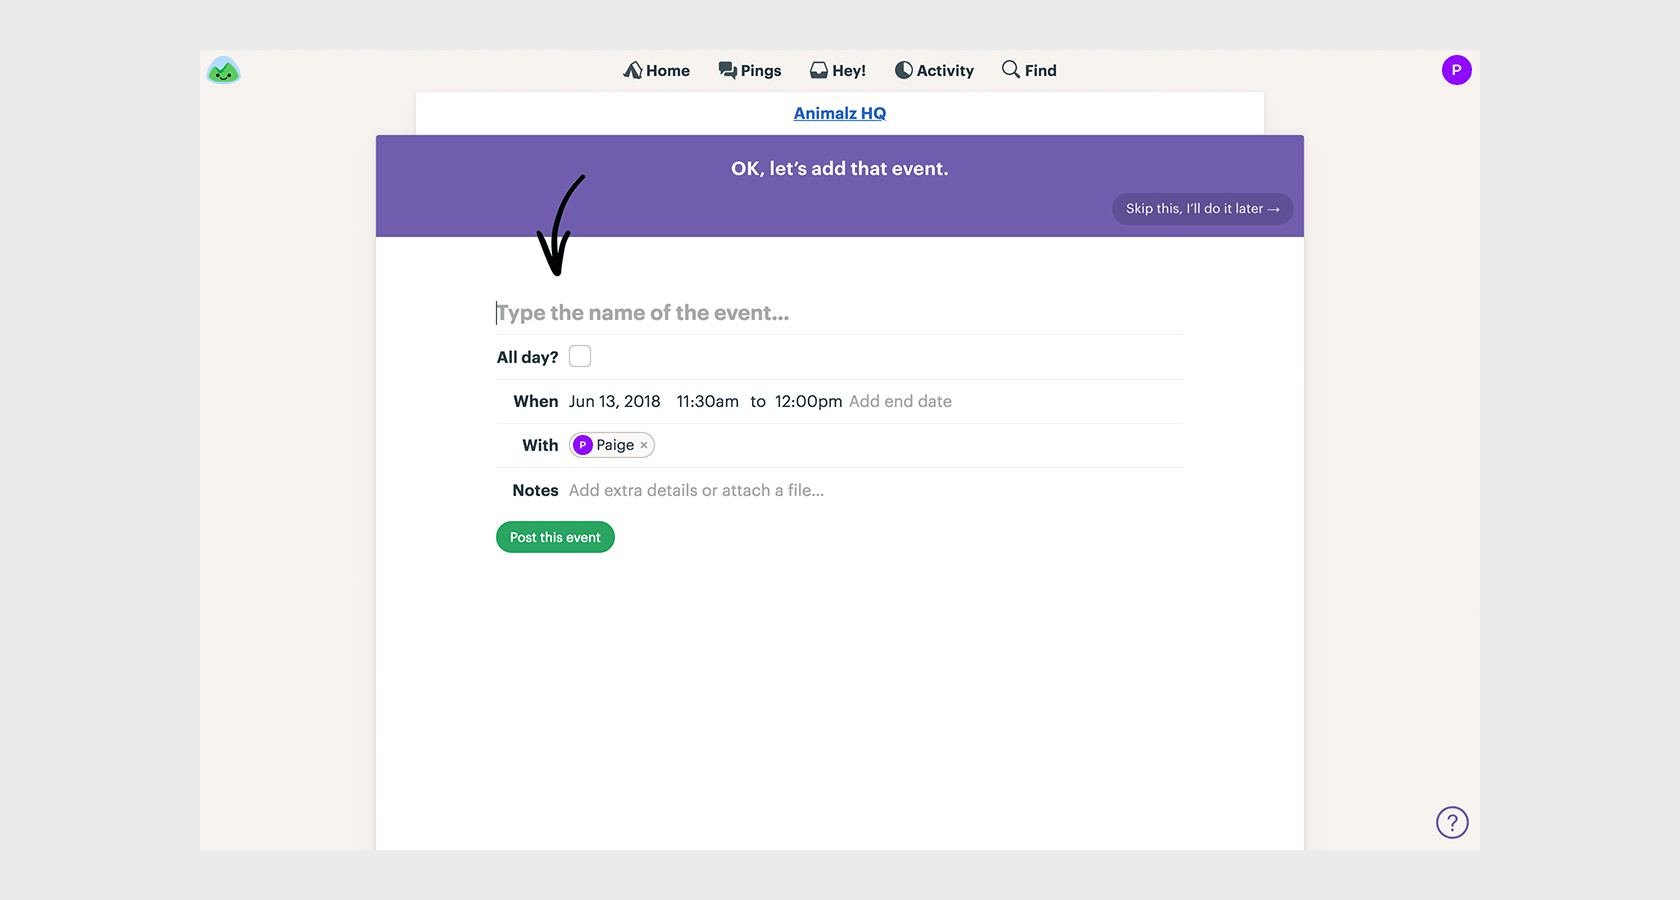 Home Pings Hey! Activity Find
P
Animalz HQ
OK, let’s add that event.
Skip this, I’ll do it later →
Type the name of the event...
All day?
When Jun 13, 2018 11:30am to 12:00pm Add end date
With P Paige ×
Notes Add extra details or attach a file...
Post this event
?